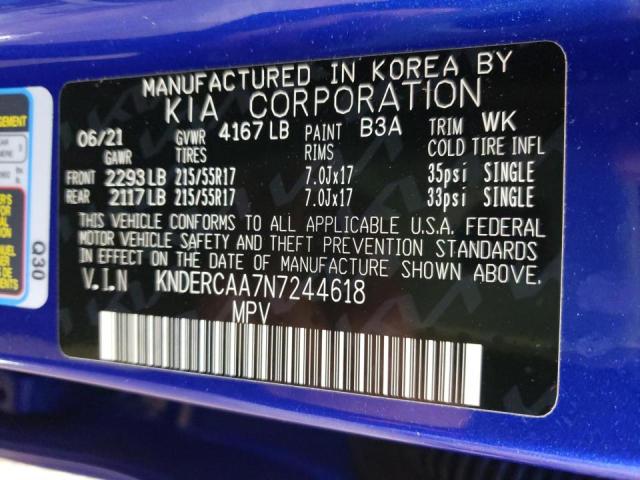 MANUFACTURED IN KOREA BY
KIA CORPORATION
06/21 GVWR 4167 LB PAINT B3A TRIM WK
GAWR TIRES RIMS COLD TIRE INFL
FRONT 2293 LB 215/55R17 7.0Jx17 35psi SINGLE
REAR 2117 LB 215/55R17 7.0Jx17 33psi SINGLE
THIS VEHICLE CONFORMS TO ALL APPLICABLE U.S.A. FEDERAL
MOTOR VEHICLE SAFETY AND THEFT PREVENTION STANDARDS
IN EFFECT ON THE DATE OF MANUFACTURE SHOWN ABOVE.
V.I.N KNDERCAA7N7244618
MPV
Q30